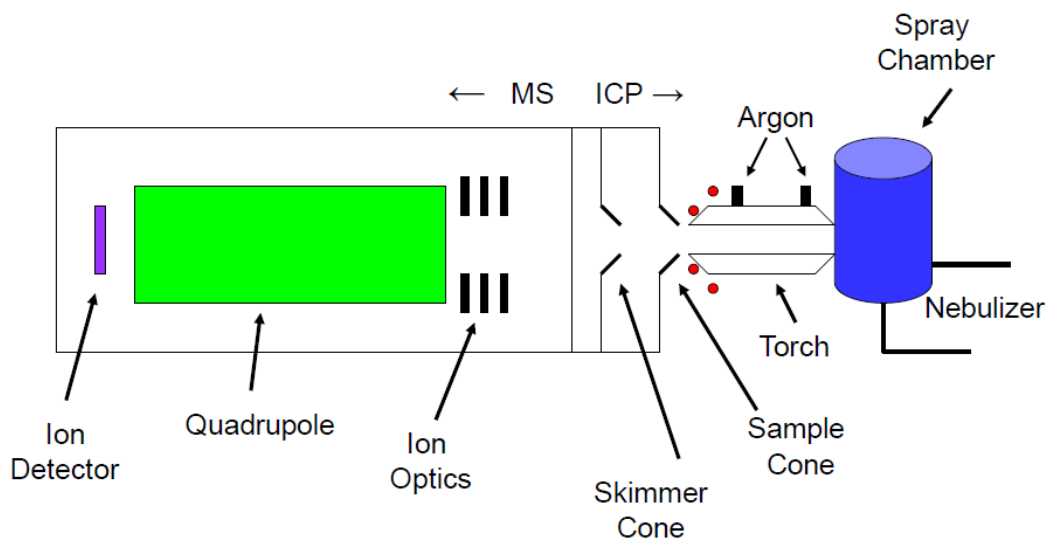 Spray
Chamber
← MS ICP →
Argon
Nebulizer
Torch
Ion
Detector
Quadrupole
Ion
Optics
Skimmer
Cone
Sample
Cone